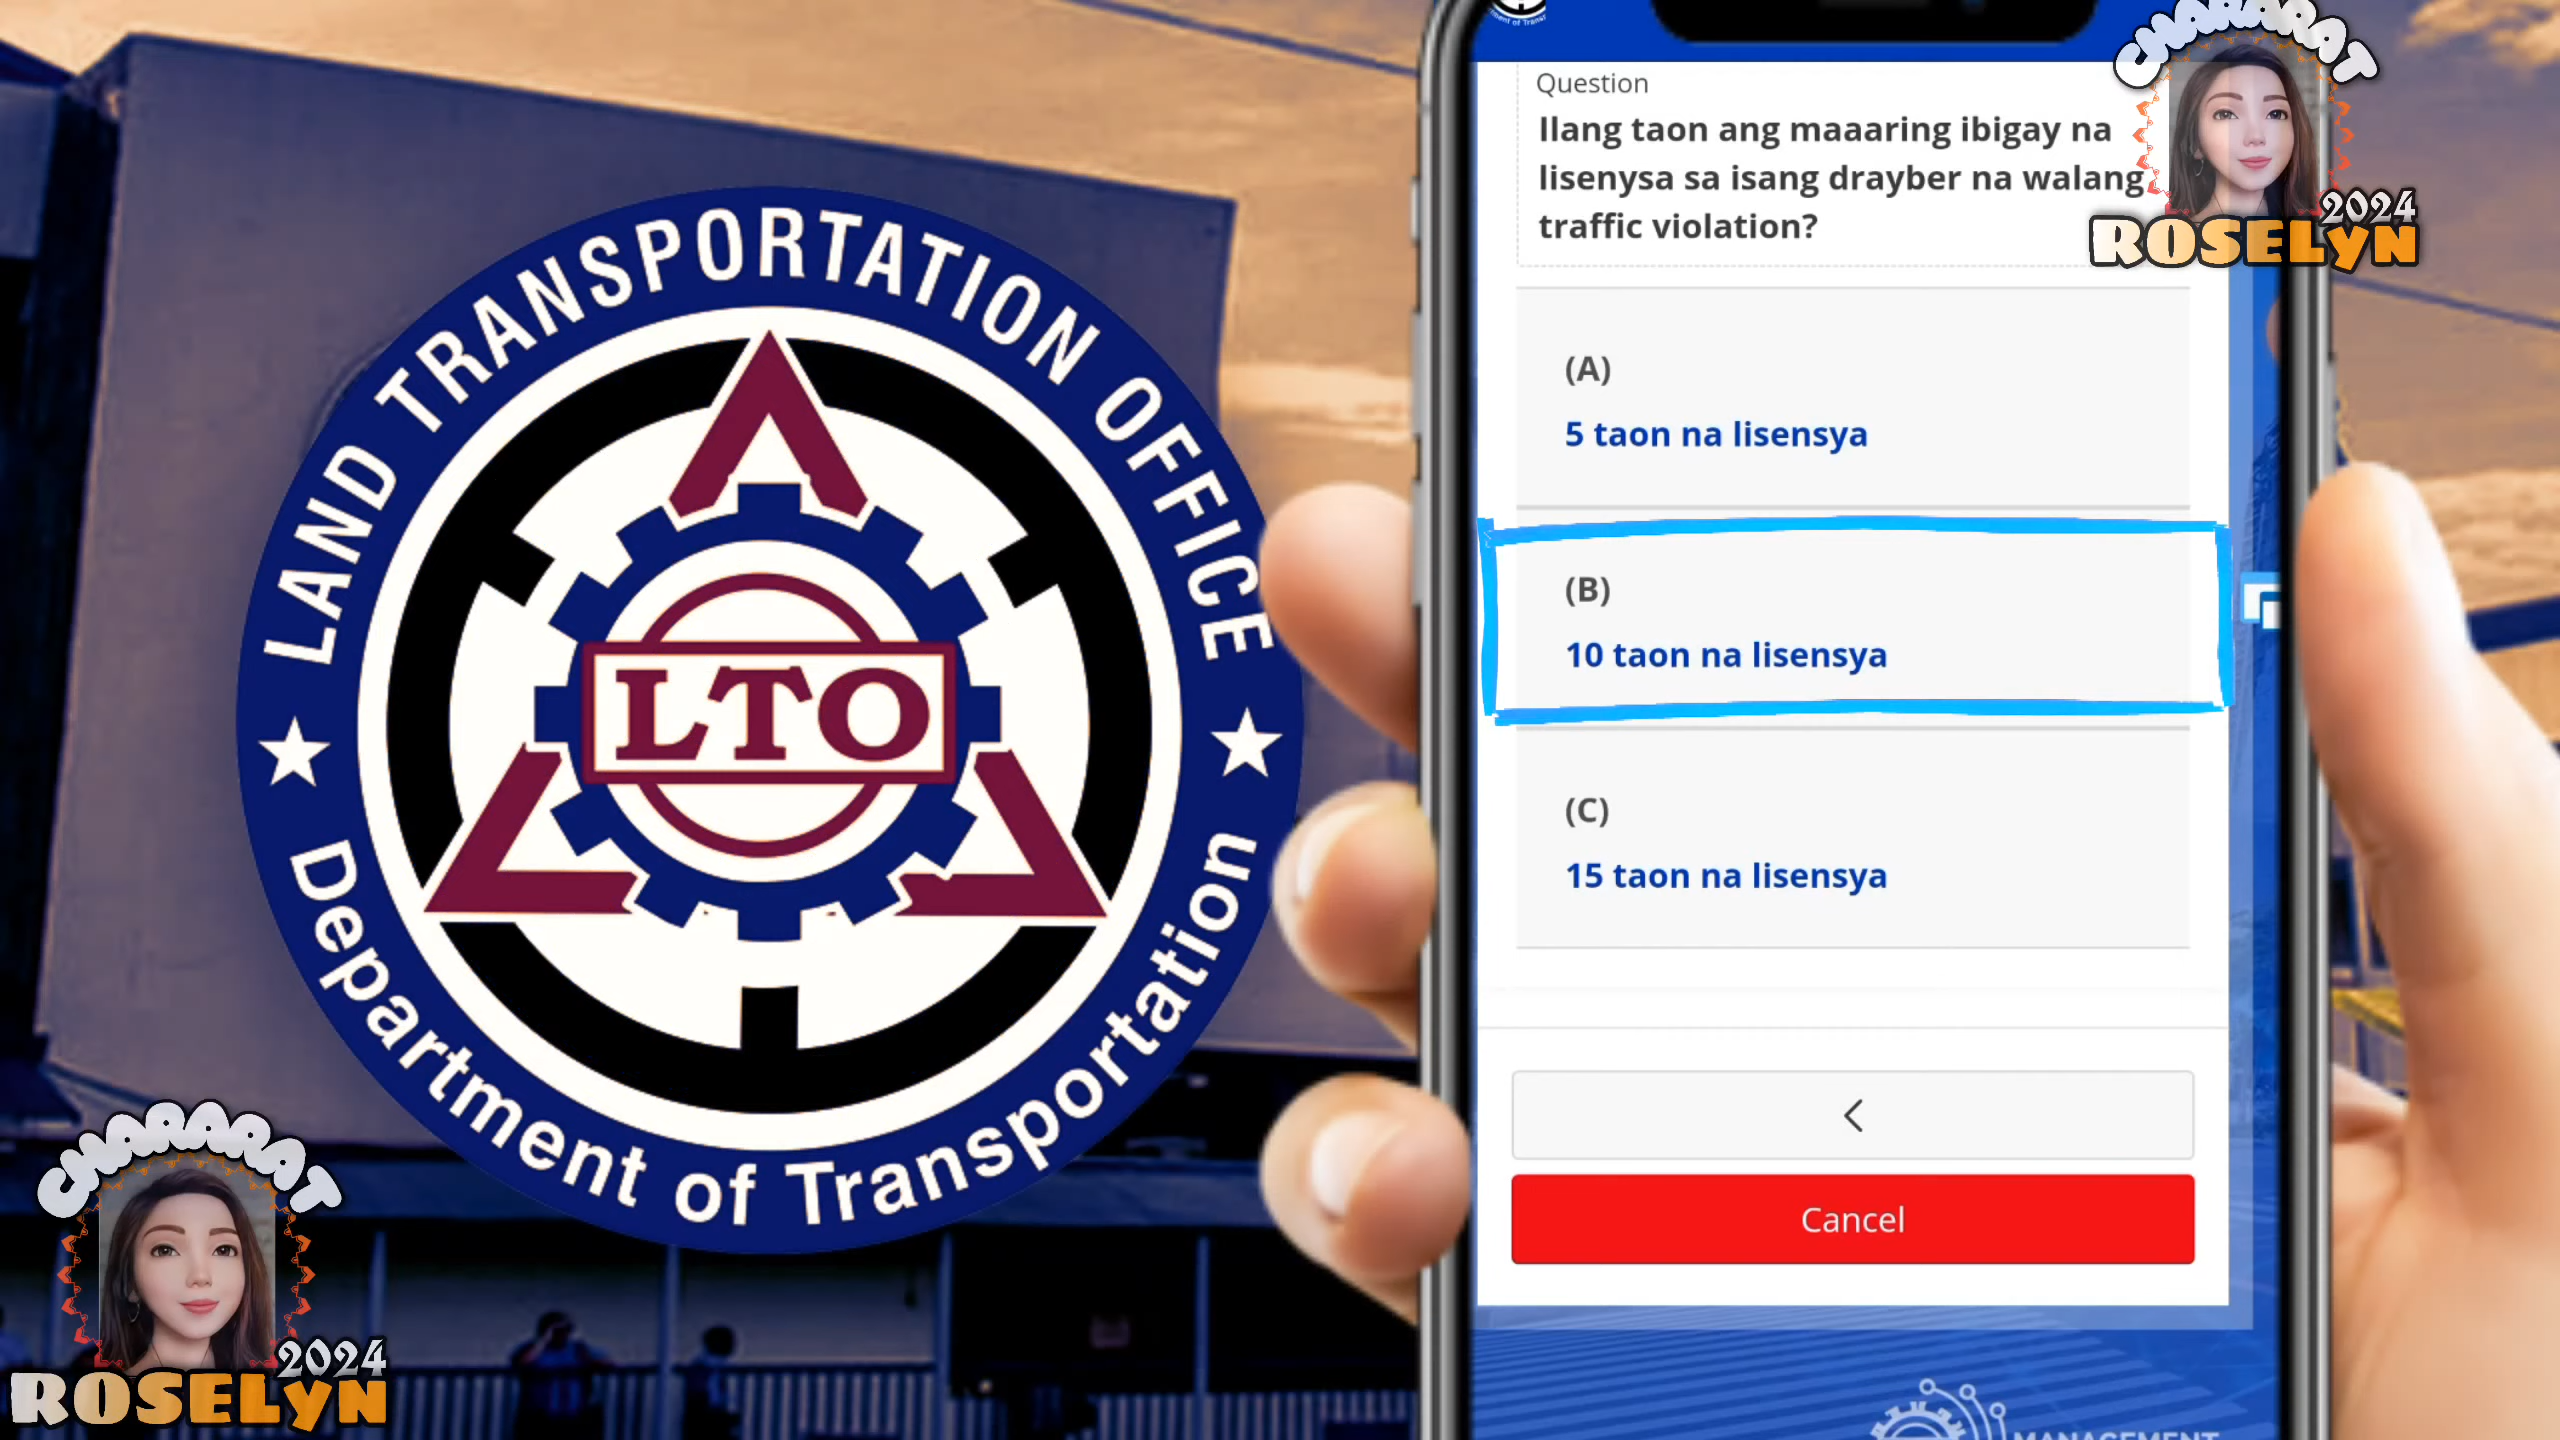 LAND TRANSPORTATION OFFICE
LTO
Department of Transportation
CHARARAT
2024
ROSELYN
Question
Ilang taon ang maaaring ibigay na
lisenysa sa isang drayber na walang
traffic violation?
(A)
5 taon na lisensya
(B)
10 taon na lisensya
(C)
15 taon na lisensya
Cancel
MANAGEMENT
CHARARAT
2024
ROSELYN